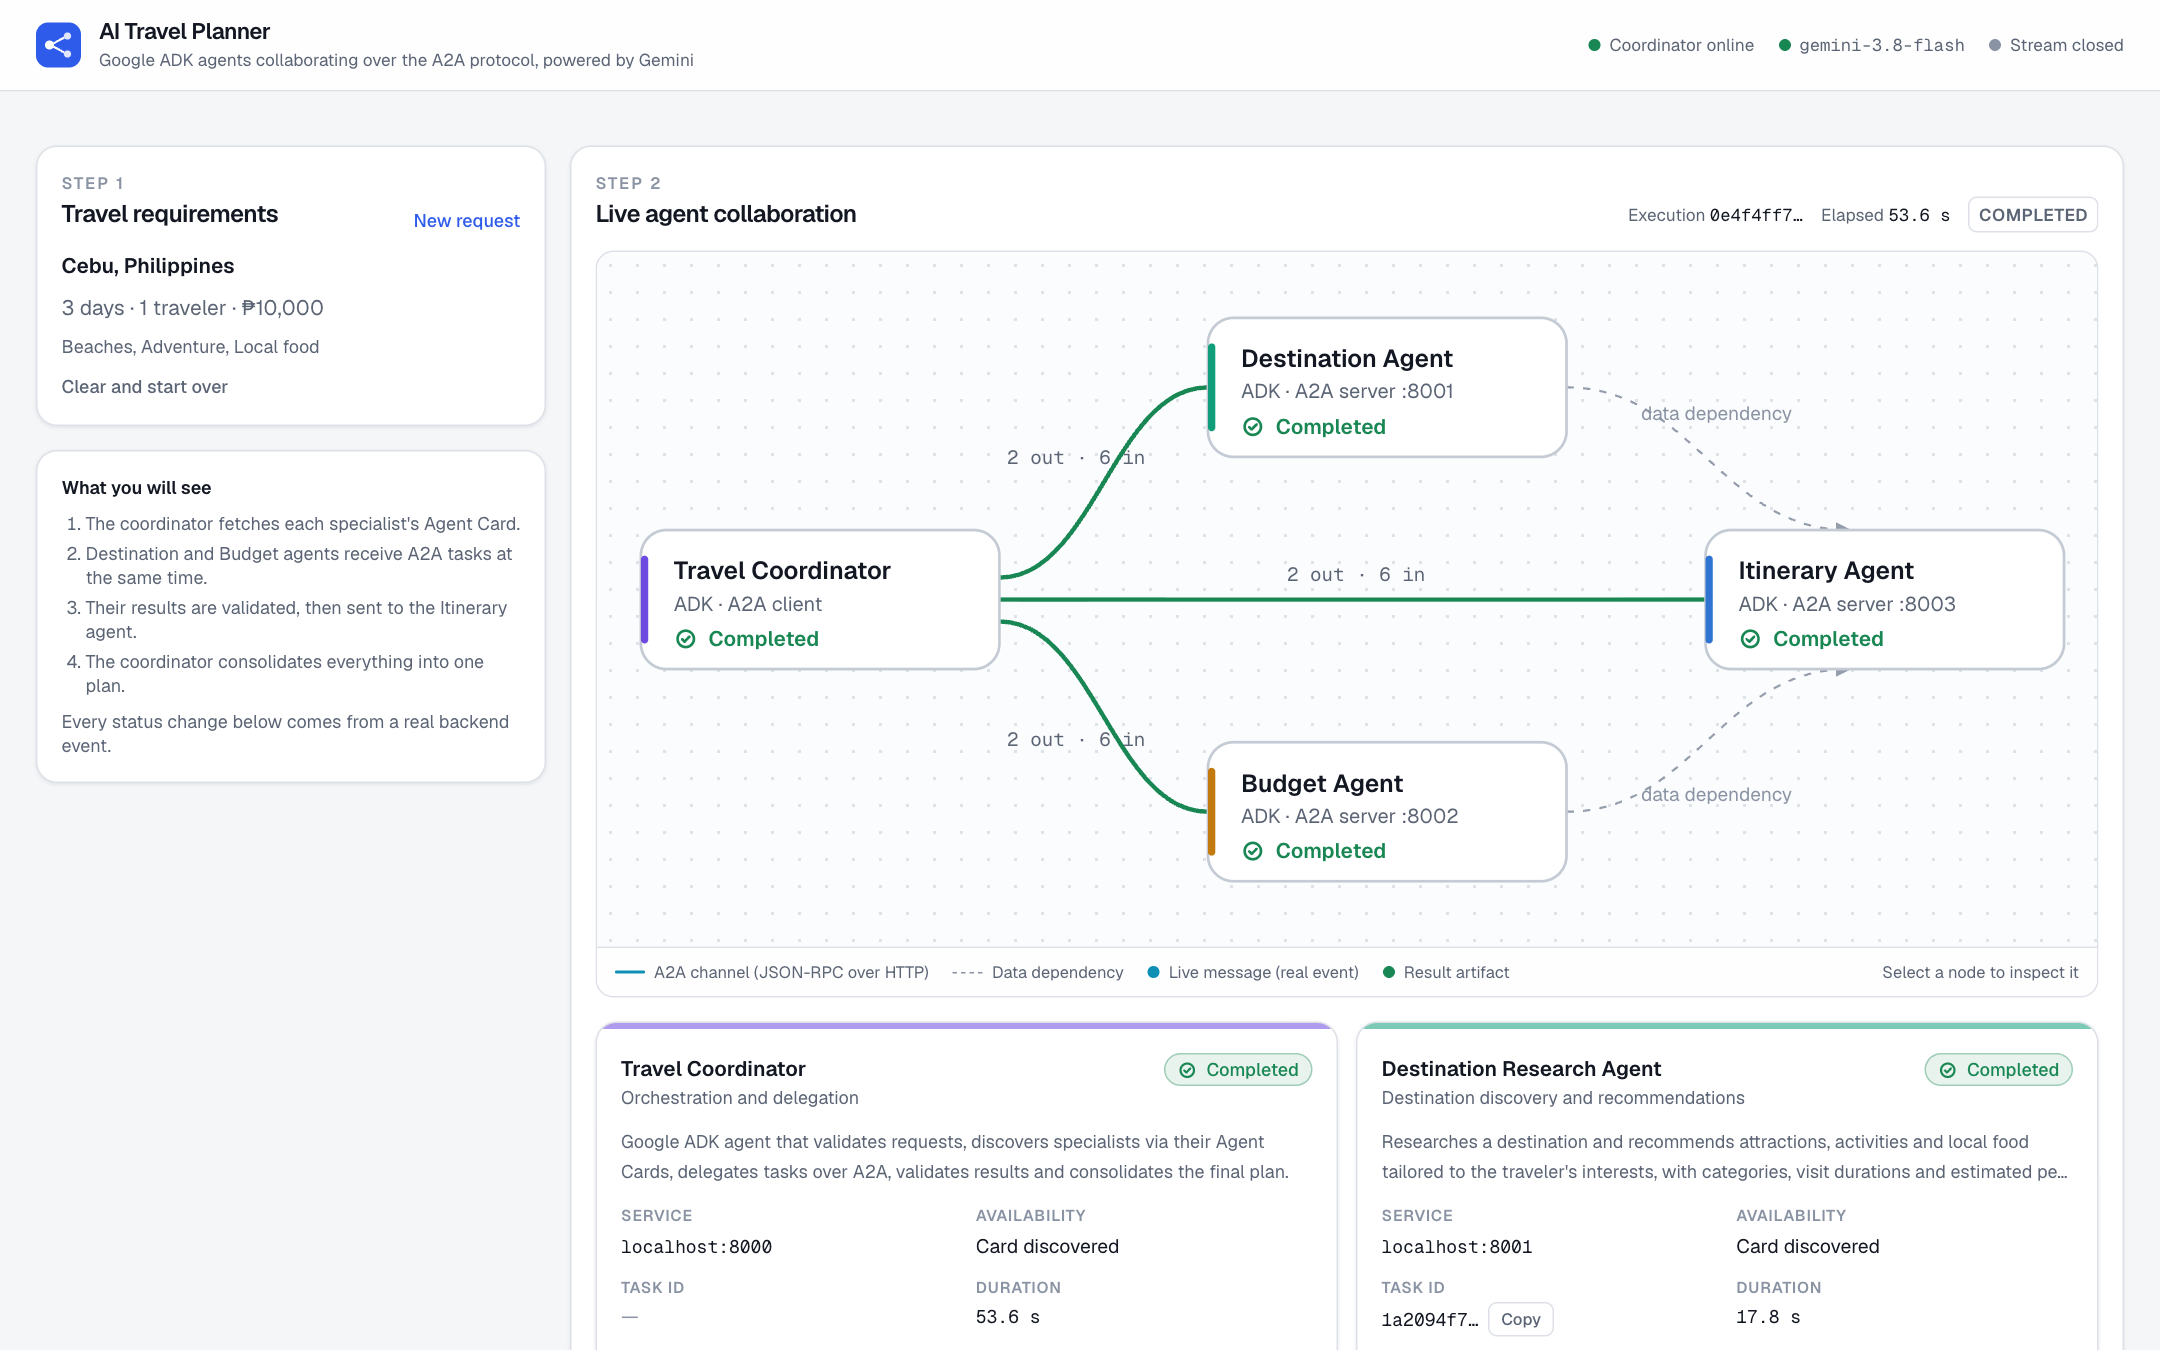 AI Travel Planner
Google ADK agents collaborating over the A2A protocol, powered by Gemini
Coordinator online
gemini-3.8-flash
Stream closed
STEP 1
Travel requirements
New request
Cebu, Philippines
3 days · 1 traveler · ₱10,000
Beaches, Adventure, Local food
Clear and start over
What you will see
1. The coordinator fetches each specialist's Agent Card.
2. Destination and Budget agents receive A2A tasks at
the same time.
3. Their results are validated, then sent to the Itinerary
agent.
4. The coordinator consolidates everything into one
plan.
Every status change below comes from a real backend
event.
STEP 2
Live agent collaboration
Execution 0e4f4ff7…
Elapsed 53.6 s
COMPLETED
Destination Agent
ADK · A2A server :8001
Completed
data dependency
2 out · 6 in
Travel Coordinator
ADK · A2A client
Completed
2 out · 6 in
Itinerary Agent
ADK · A2A server :8003
Completed
2 out · 6 in
Budget Agent
ADK · A2A server :8002
Completed
data dependency
A2A channel (JSON-RPC over HTTP)
Data dependency
Live message (real event)
Result artifact
Select a node to inspect it
Travel Coordinator
Completed
Orchestration and delegation
Google ADK agent that validates requests, discovers specialists via their Agent
Cards, delegates tasks over A2A, validates results and consolidates the final plan.
SERVICE
localhost:8000
AVAILABILITY
Card discovered
TASK ID
—
DURATION
53.6 s
Destination Research Agent
Completed
Destination discovery and recommendations
Researches a destination and recommends attractions, activities and local food
tailored to the traveler's interests, with categories, visit durations and estimated pe…
SERVICE
localhost:8001
AVAILABILITY
Card discovered
TASK ID
1a2094f7…
Copy
DURATION
17.8 s